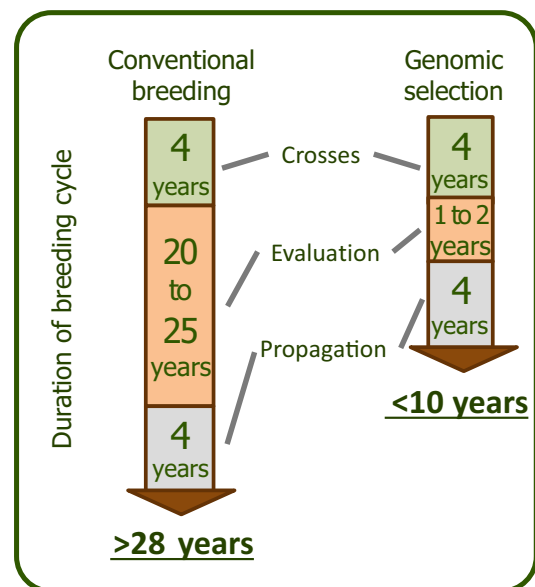 Conventional
breeding
Genomic
selection
Duration of breeding cycle
4
years
Crosses
4
years
20
to
25
years
Evaluation
1 to 2
years
Propagation
4
years
4
years
<10 years
>28 years